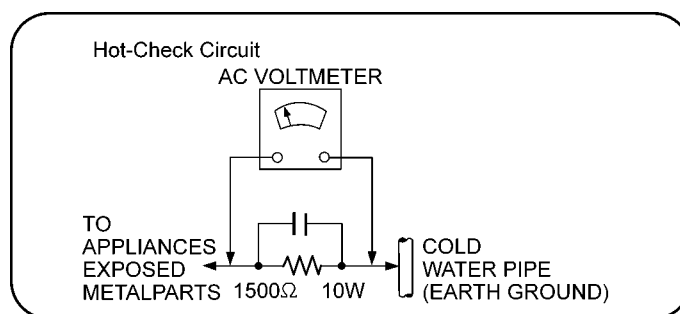 Hot-Check Circuit
AC VOLTMETER
TO
APPLIANCES
EXPOSED
METALPARTS
1500Ω
10W
COLD
WATER PIPE
(EARTH GROUND)